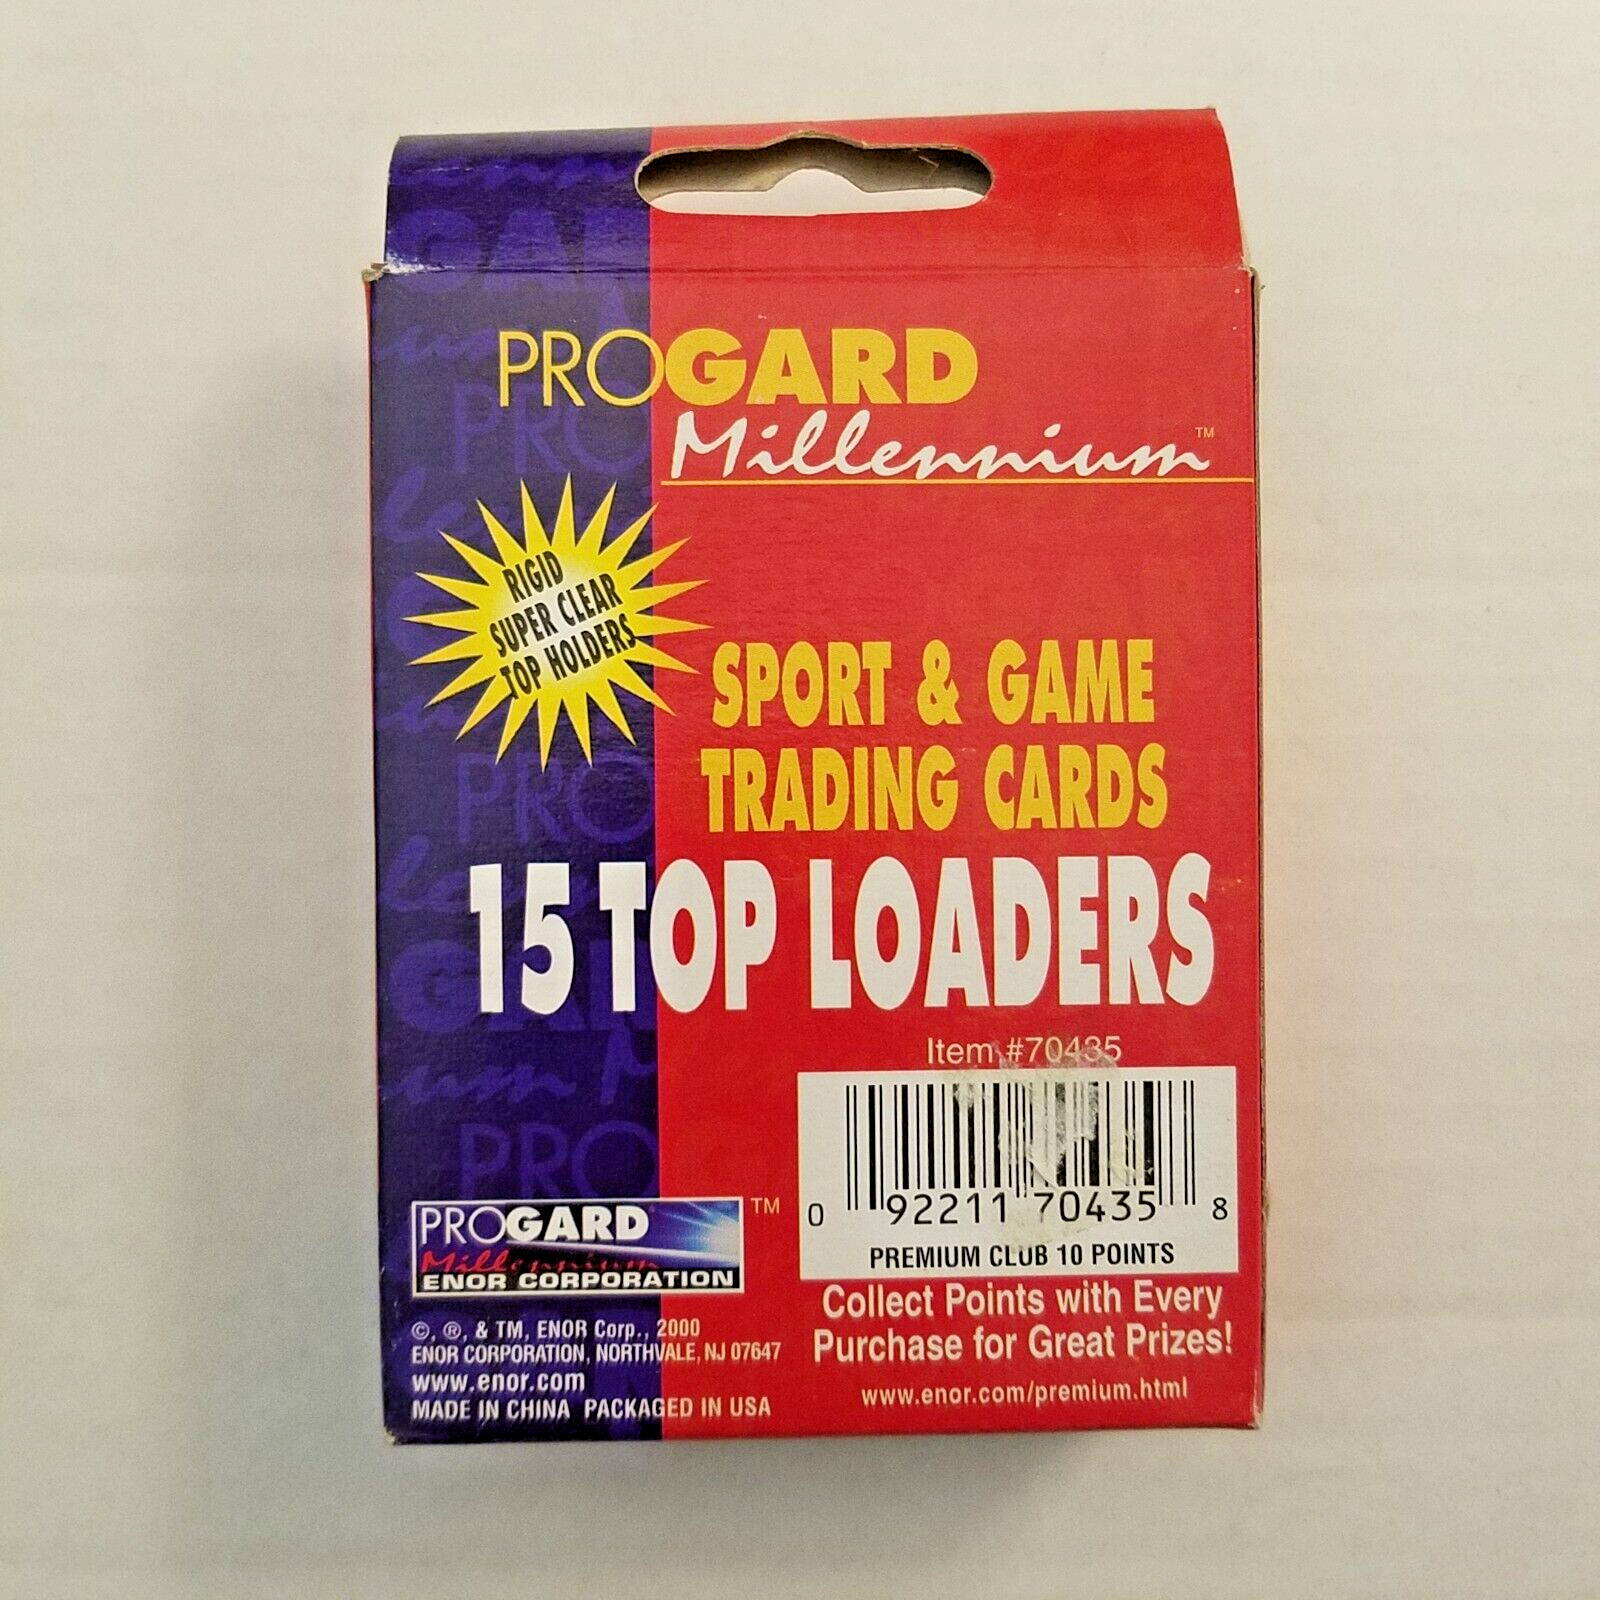 PROGARD
Millennium™
RIGID
SUPER CLEAR
TOP HOLDERS
SPORT & GAME
TRADING CARDS
15 TOP LOADERS
Item #70435
0 92211 70435 8
PREMIUM CLUB 10 POINTS
Collect Points with Every
Purchase for Great Prizes!
www.enor.com/premium.html
PROGARD ™
Millennium
ENOR CORPORATION
©, ®, & TM, ENOR Corp., 2000
ENOR CORPORATION, NORTHVALE, NJ 07647
www.enor.com
MADE IN CHINA PACKAGED IN USA